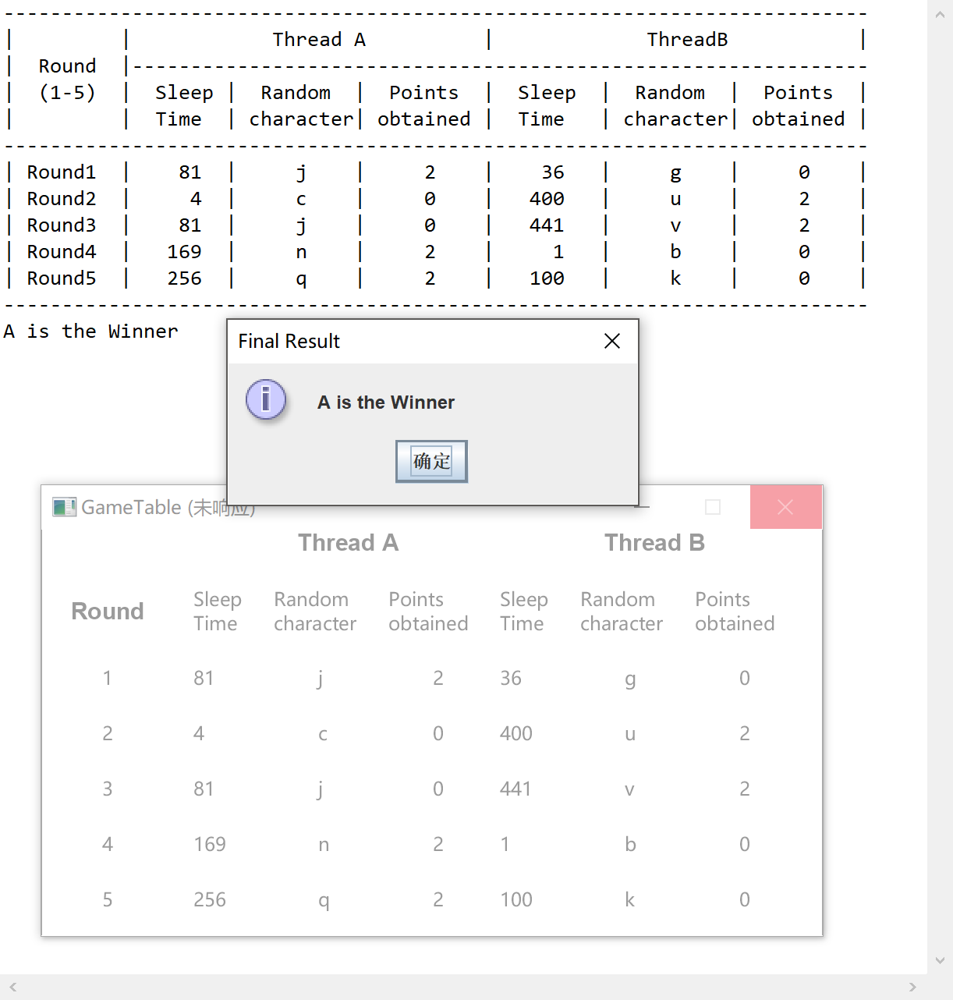 -------------------------------------------------------------------------- 
|         |            Thread A          |             ThreadB           |
|  Round  |---------------------------------------------------------------
|  (1-5)  |  Sleep |  Random  |  Points  |  Sleep  |  Random  |  Points  |
|         |  Time  | character| obtained |  Time   | character| obtained |
--------------------------------------------------------------------------
| Round1  |    81  |     j    |     2    |    36   |     g    |     0    |
| Round2  |     4  |     c    |     0    |   400   |     u    |     2    |
| Round3  |    81  |     j    |     0    |   441   |     v    |     2    |
| Round4  |   169  |     n    |     2    |     1   |     b    |     0    |
| Round5  |   256  |     q    |     2    |   100   |     k    |     0    |
--------------------------------------------------------------------------
A is the Winner
Final Result
A is the Winner
确定
GameTable (未响应)
Thread A Thread B
Round
Sleep Time Random character Points obtained Sleep Time Random character Points obtained
1 81 j 2 36 g 0
2 4 c 0 400 u 2
3 81 j 0 441 v 2
4 169 n 2 1 b 0
5 256 q 2 100 k 0